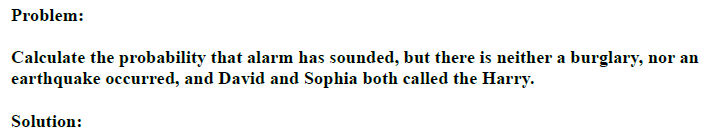 Problem:
Calculate the probability that alarm has sounded, but there is neither a burglary, nor an
earthquake occurred, and David and Sophia both called the Harry.
Solution: